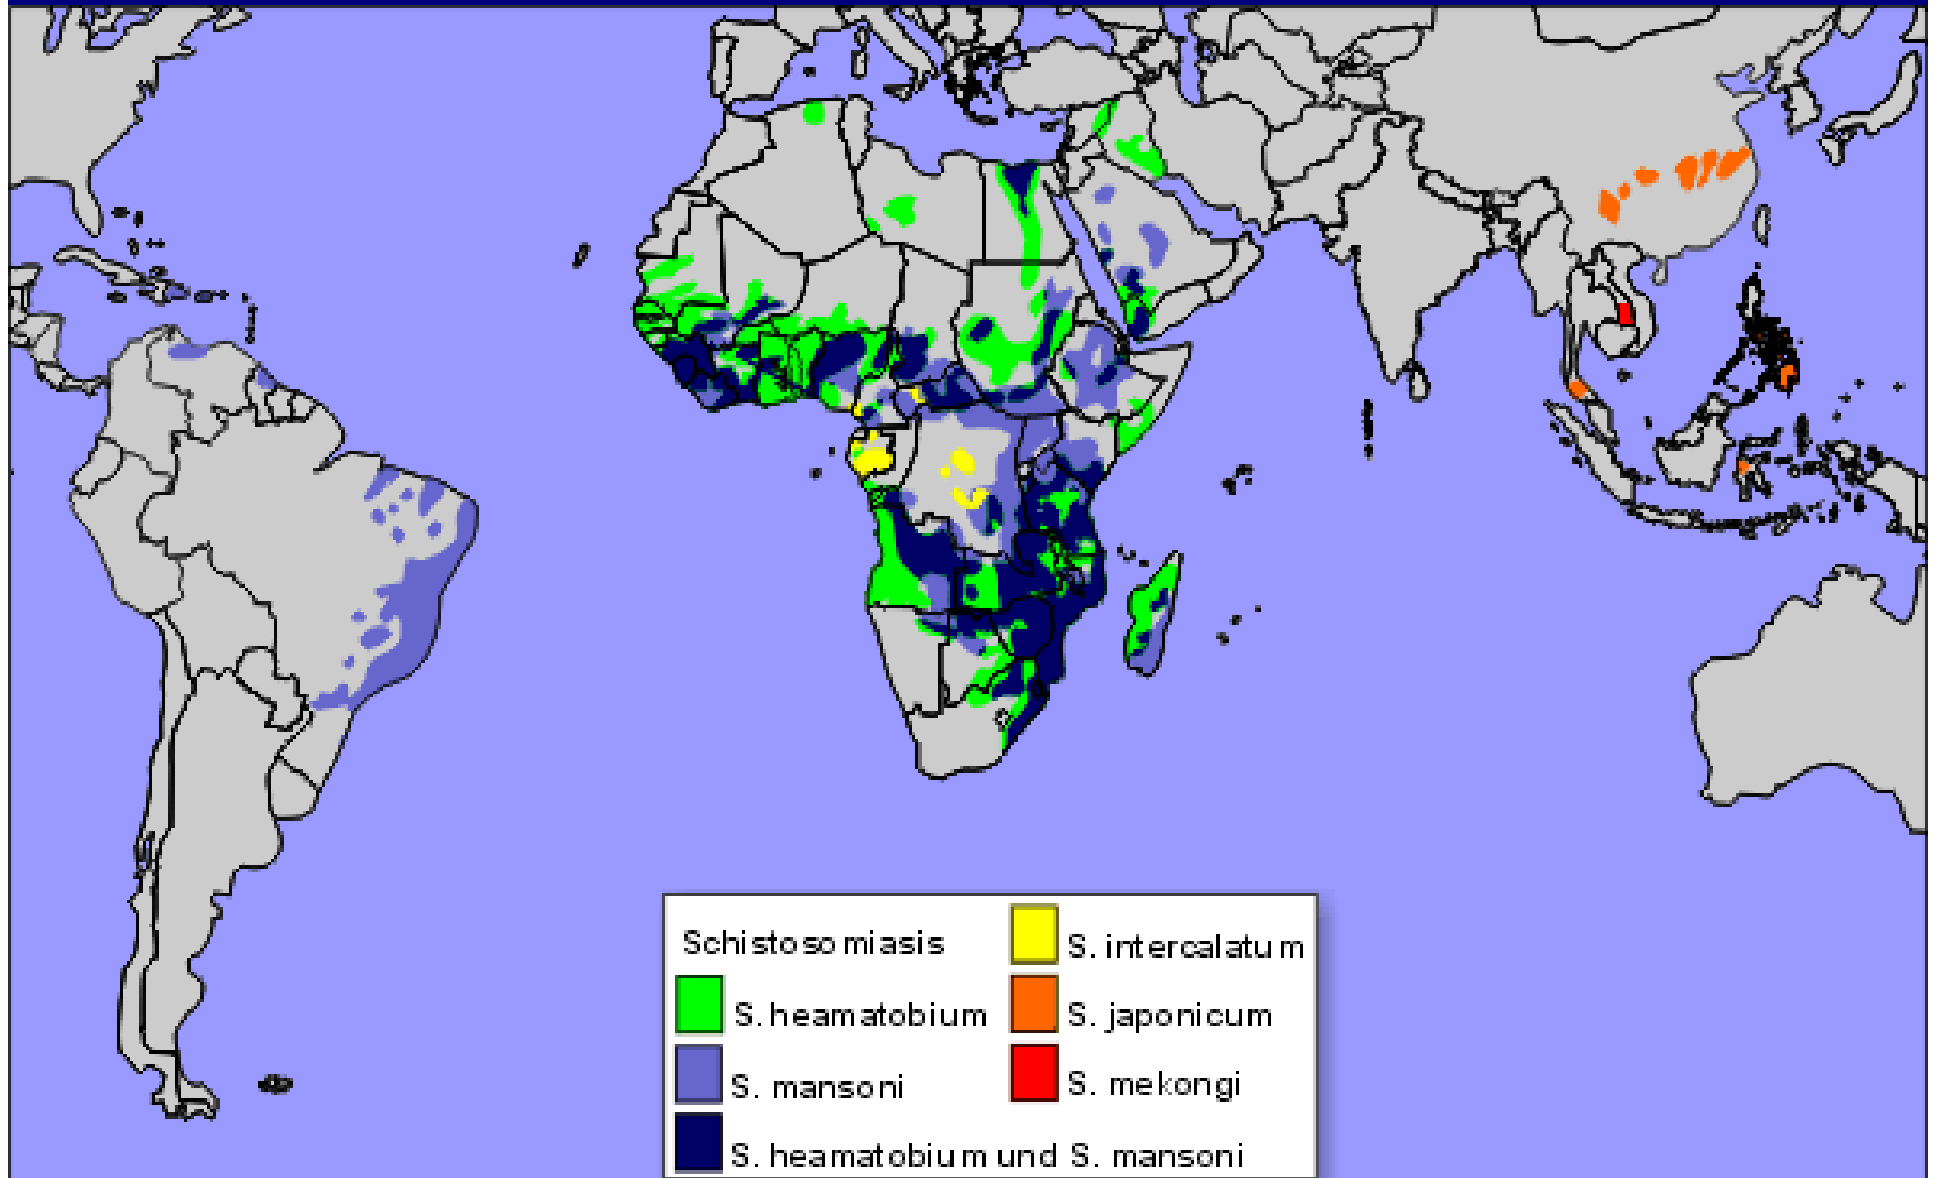 Schistosomiasis
S. heamatobium
S. mansoni
S. heamatobium und S. mansoni
S. intercalatum
S. japonicum
S. mekongi